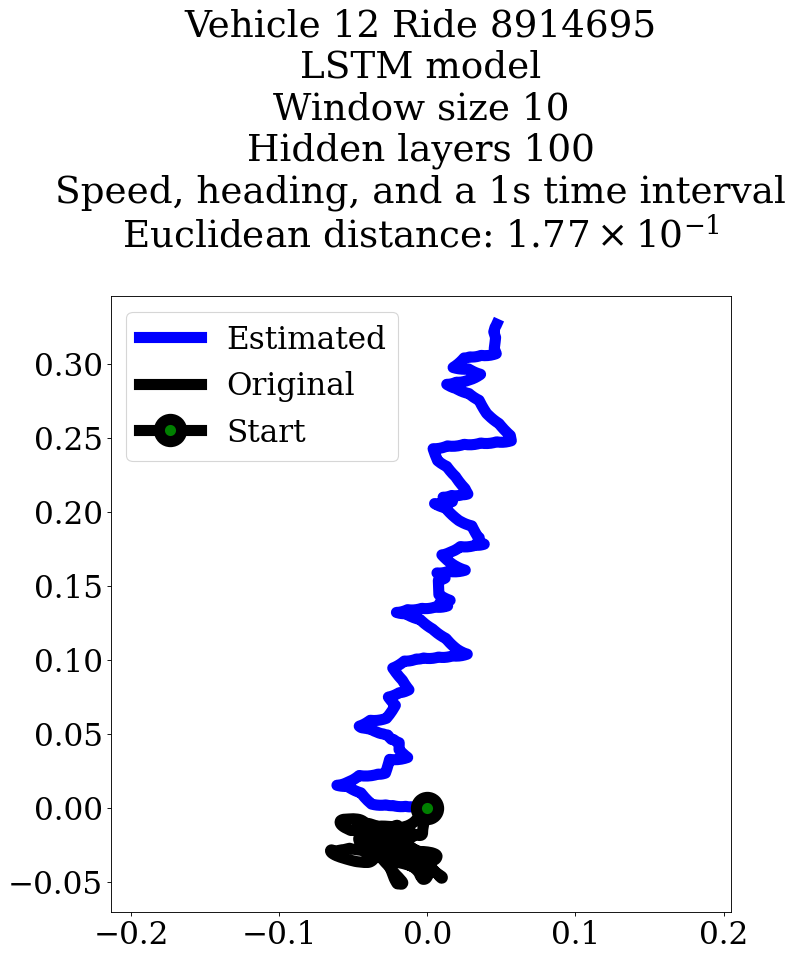 Vehicle 12 Ride 8914695
LSTM model
Window size 10
Hidden layers 100
Speed, heading, and a 1s time interval
Euclidean distance: 1.77 × 10⁻¹
Estimated
Original
Start
0.30
0.25
0.20
0.15
0.10
0.05
0.00
−0.05
−0.2
−0.1
0.0
0.1
0.2